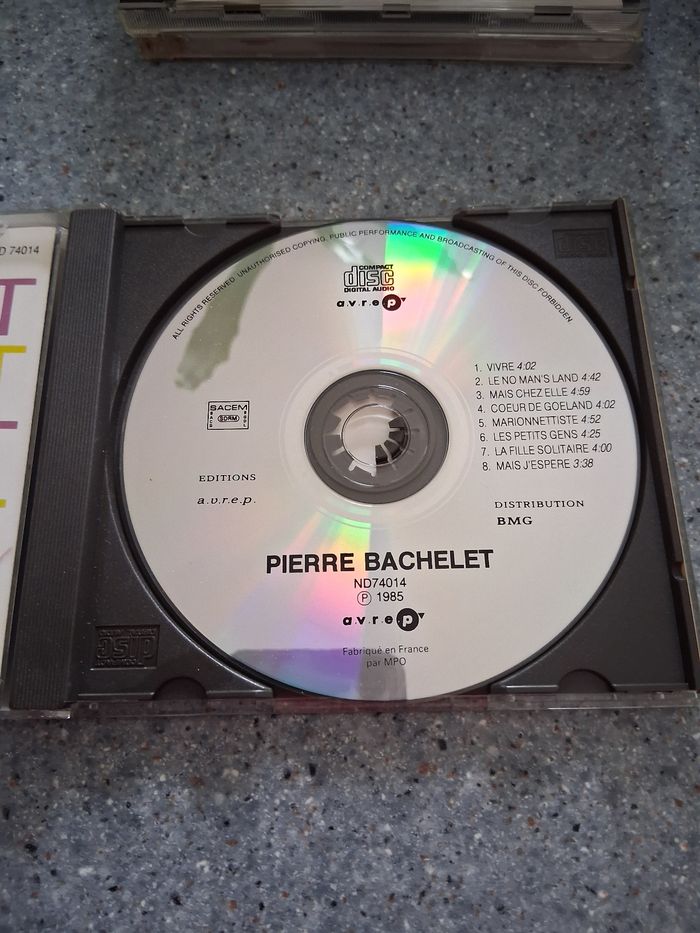 D 74014
T
T
L
ALL RIGHTS RESERVED. UNAUTHORISED COPYING, PUBLIC PERFORMANCE AND BROADCASTING OF THIS DISC FORBIDDEN
COMPACT
disc
DIGITAL AUDIO
a.v.r.e.p
1. VIVRE 4:02
2. LE NO MAN'S LAND 4:42
3. MAIS CHEZ ELLE 4:59
4. COEUR DE GOELAND 4:02
5. MARIONNETTISTE 4:52
6. LES PETITS GENS 4:25
7. LA FILLE SOLITAIRE 4:00
8. MAIS J'ESPERE 3:38
SACEM
SDRM
SACD
SGDL
EDITIONS
a.v.r.e.p.
DISTRIBUTION
BMG
PIERRE BACHELET
ND74014
Ⓟ 1985
a.v.r.e.p
Fabriqué en France
par MPO
disc